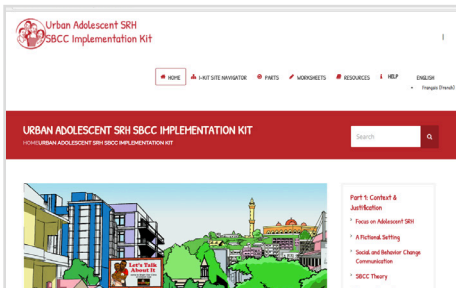 Urban Adolescent SRH
SBCC Implementation Kit
HOME I-KIT SITE NAVIGATOR PARTS WORKSHEETS RESOURCES HELP ENGLISH
Français (French)
URBAN ADOLESCENT SRH SBCC IMPLEMENTATION KIT
HOME/URBAN ADOLESCENT SRH SBCC IMPLEMENTATION KIT
Search
Part 1: Context &
Justification
Focus on Adolescent SRH
A Fictional Setting
Social and Behavior Change
Communication
SBCC Theory
Let's Talk
About It